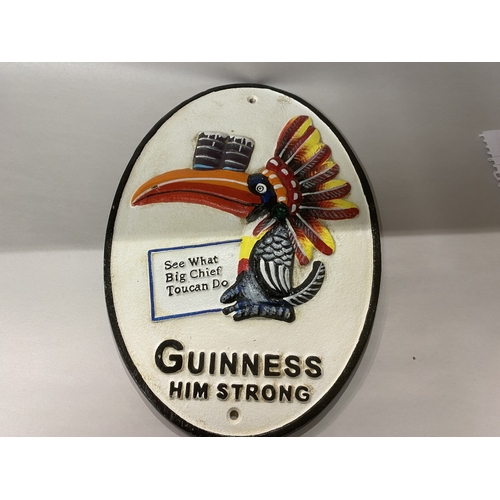 See What
Big Chief
Toucan Do
GUINNESS
HIM STRONG